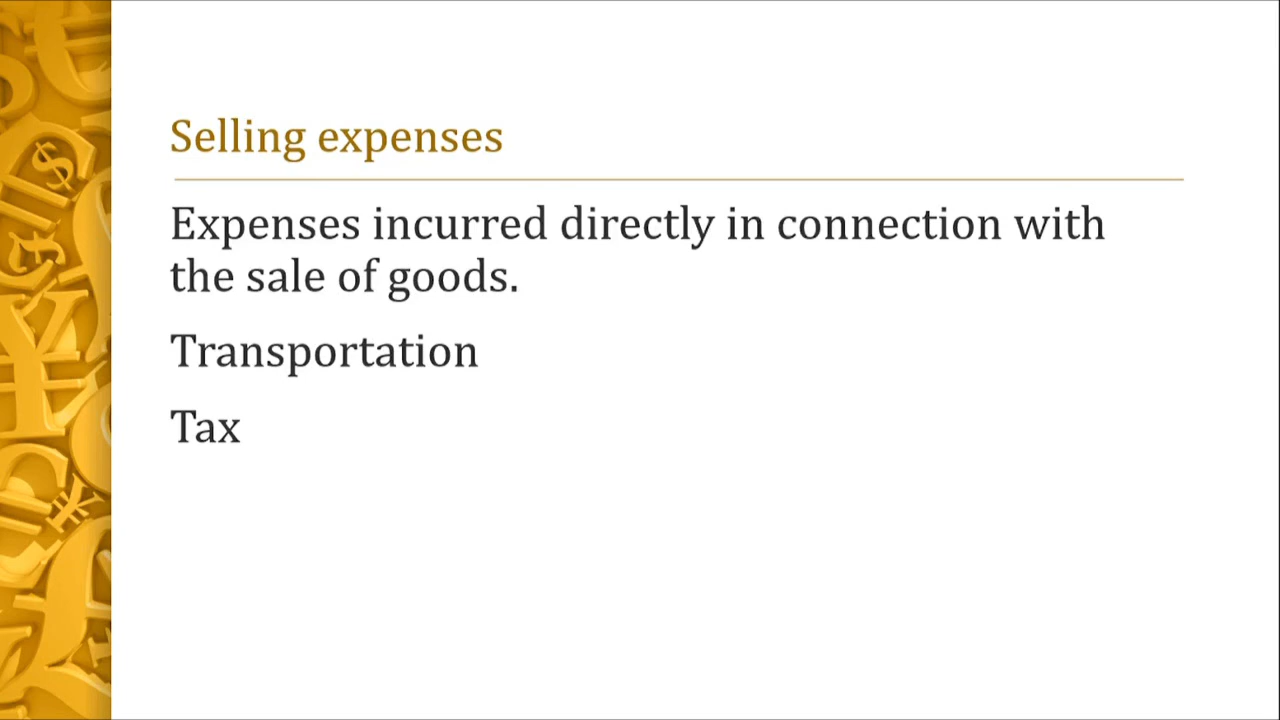 Selling expenses
Expenses incurred directly in connection with
the sale of goods.
Transportation
Tax